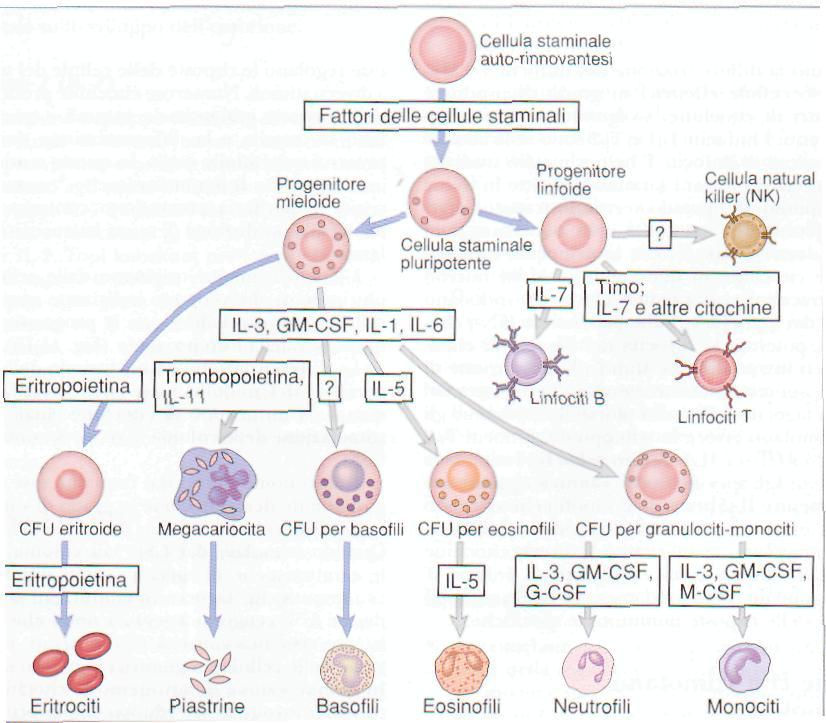 Cellula staminale
auto-rinnovantesi
Fattori delle cellule staminali
Progenitore
mieloide
Cellula staminale
pluripotente
Progenitore
linfoide
?
Cellula natural
killer (NK)
IL-7
Timo;
IL-7 e altre citochine
Linfociti B
Linfociti T
IL-3, GM-CSF, IL-1, IL-6
Eritropoietina
Trombopoietina,
IL-11
?
IL-5
CFU eritroide
Megacariocita
CFU per basofili
CFU per eosinofili
CFU per granulociti-monociti
Eritropoietina
IL-5
IL-3, GM-CSF,
G-CSF
IL-3, GM-CSF,
M-CSF
Eritrociti
Piastrine
Basofili
Eosinofili
Neutrofili
Monociti